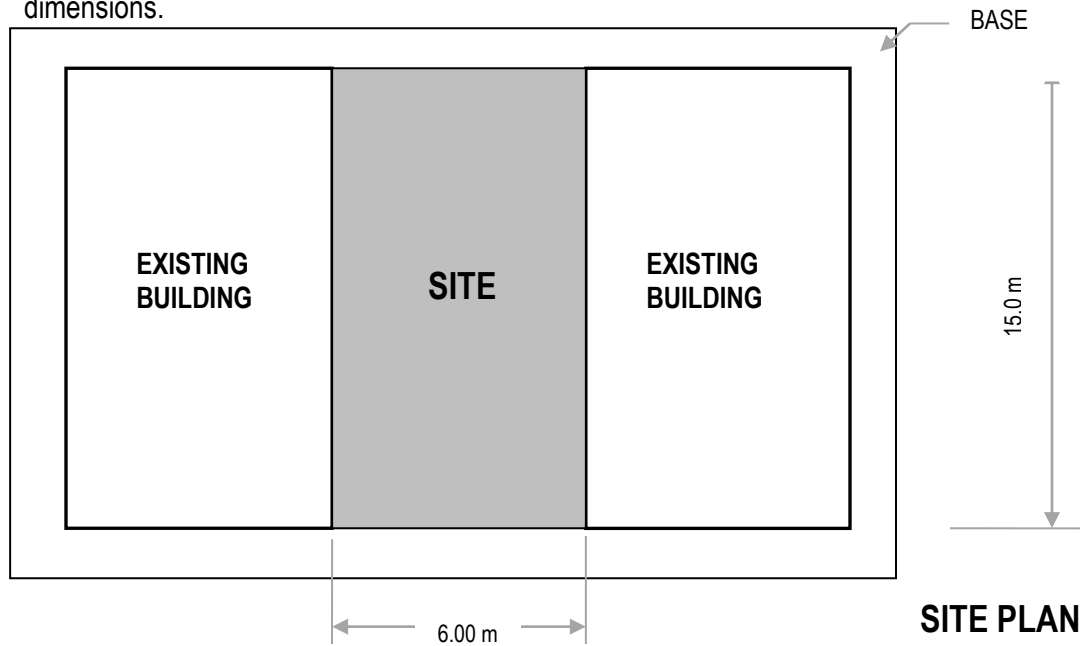 dimensions.
BASE
EXISTING
BUILDING
SITE
EXISTING
BUILDING
15.0 m
6.00 m
SITE PLAN